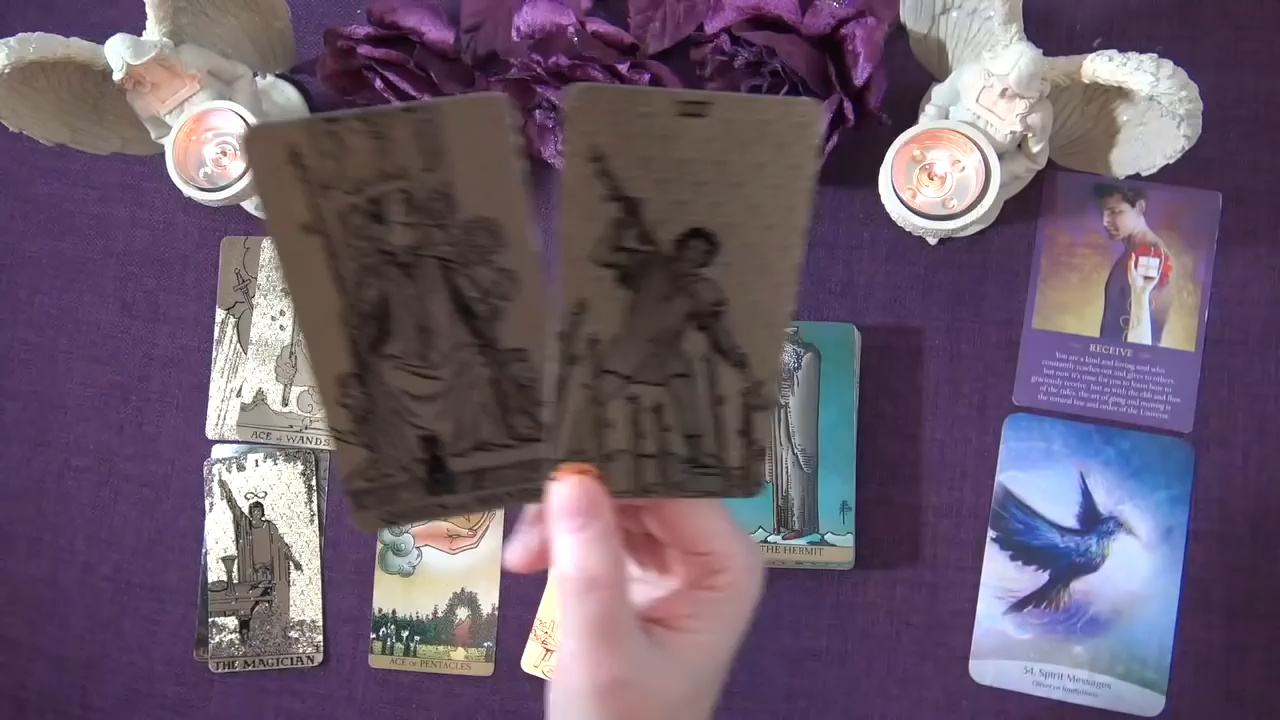 ACE of WANDS
THE MAGICIAN
ACE of PENTACLES
THE HERMIT
RECEIVE
You are a kind and loving soul who
constantly reaches out and gives to others
but now it's time for you to learn how to
graciously receive. Just as with the ebb and flow
of the tides, the art of giving and receiving is
the natural law and order of the Universe
34. Spirit Messages